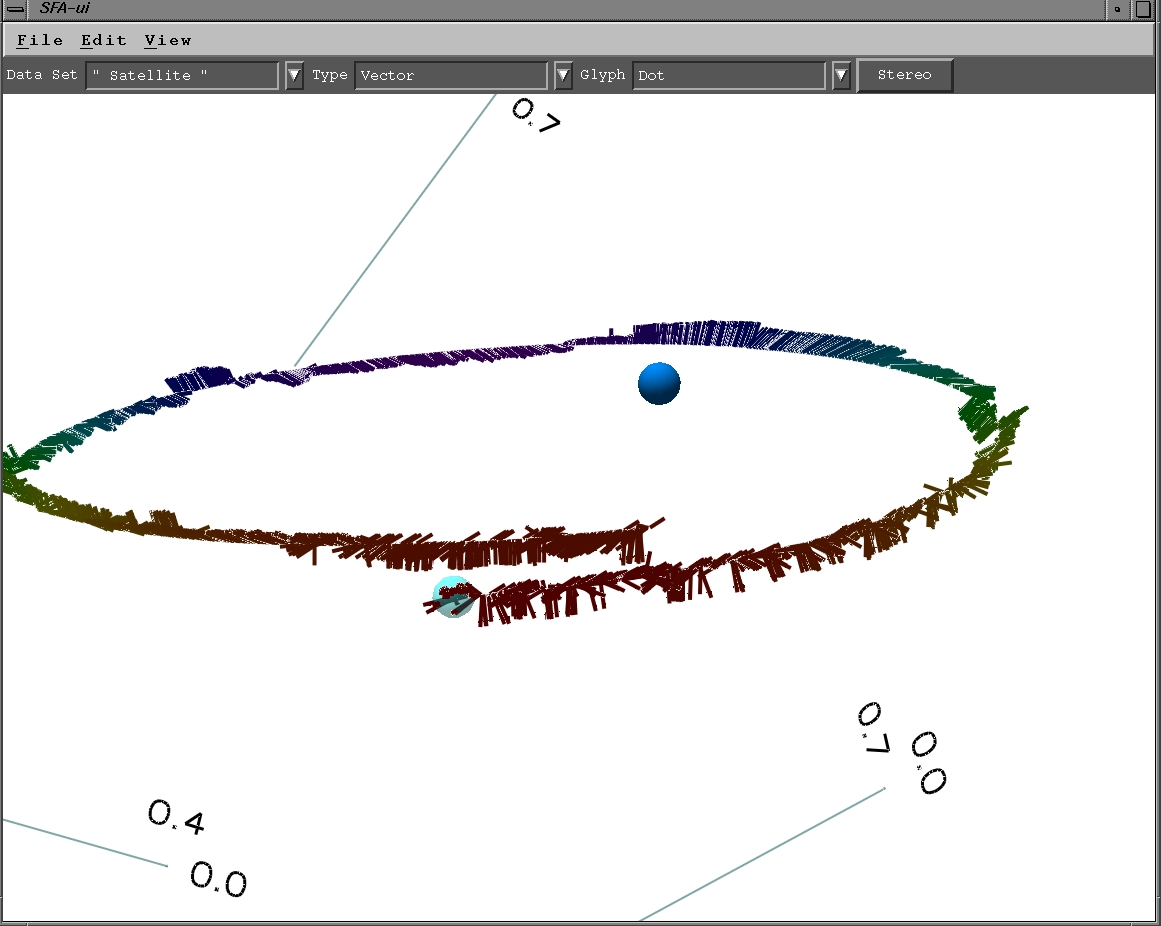 SFA-ui
File Edit View
Data Set " Satellite " Type Vector Glyph Dot Stereo
0.7
0.7
0.0
0.4
0.0